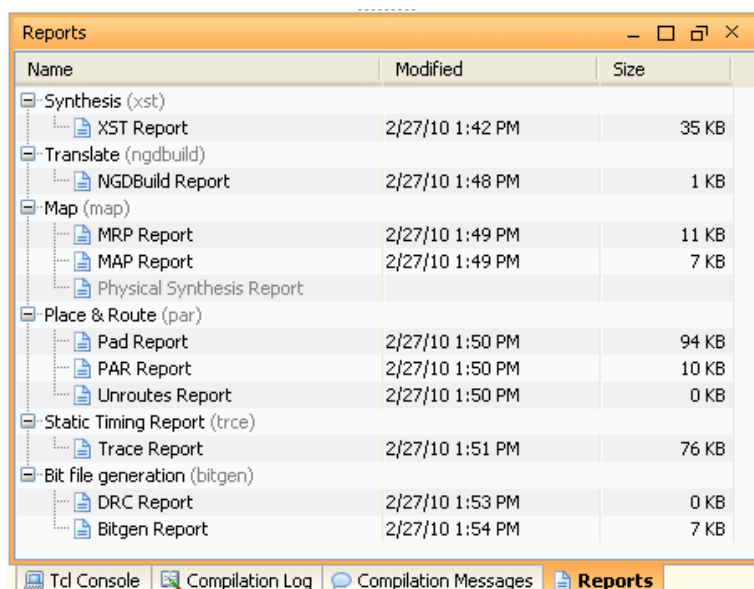 Reports
Name Modified Size
Synthesis (xst)
XST Report 2/27/10 1:42 PM 35 KB
Translate (ngdbuild)
NGDBuild Report 2/27/10 1:48 PM 1 KB
Map (map)
MRP Report 2/27/10 1:49 PM 11 KB
MAP Report 2/27/10 1:49 PM 7 KB
Physical Synthesis Report
Place & Route (par)
Pad Report 2/27/10 1:50 PM 94 KB
PAR Report 2/27/10 1:50 PM 10 KB
Unroutes Report 2/27/10 1:50 PM 0 KB
Static Timing Report (trce)
Trace Report 2/27/10 1:51 PM 76 KB
Bit file generation (bitgen)
DRC Report 2/27/10 1:53 PM 0 KB
Bitgen Report 2/27/10 1:54 PM 7 KB
Tcl Console Compilation Log Compilation Messages Reports